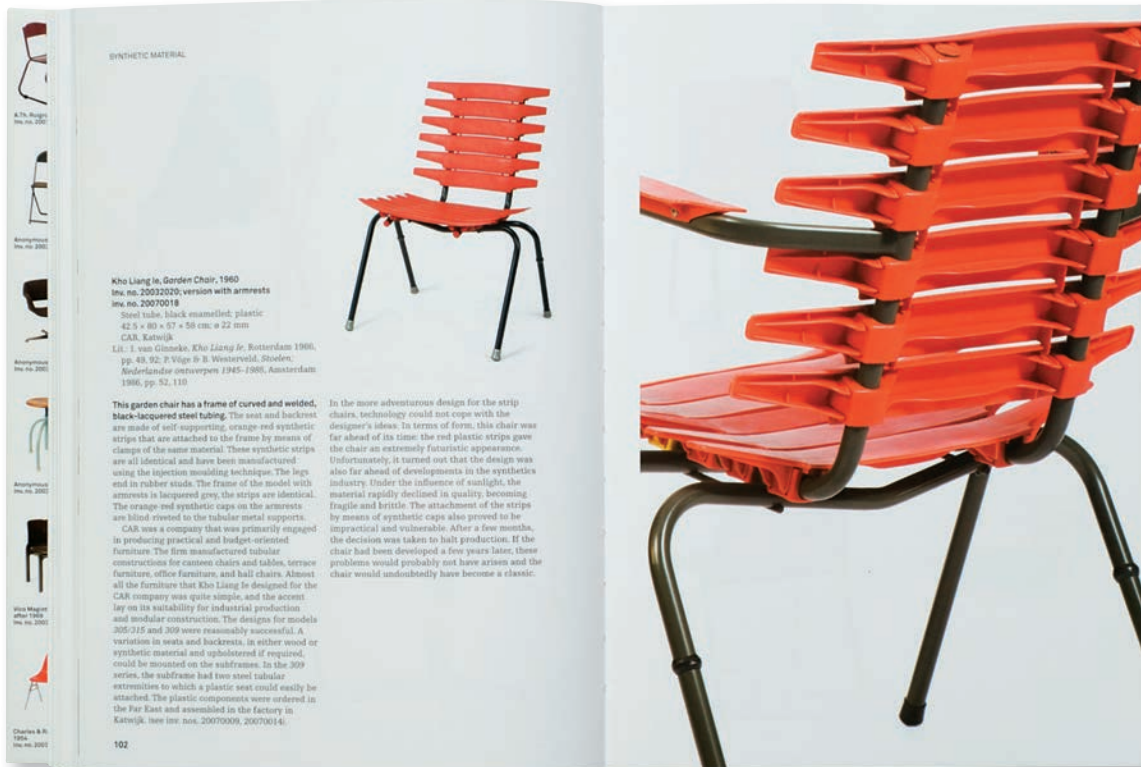 SYNTHETIC MATERIAL
Kho Liang Ie, Garden Chair, 1960
Inv. no. 20032020; version with armrests
inv. no. 20070018
Steel tube, black enamelled; plastic
42.5 × 80 × 57 × 58 cm; ø 22 mm
CAR, Katwijk
Lit.: I. van Ginneke, Kho Liang Ie, Rotterdam 1986,
pp. 49, 92; P. Vöge & B. Westerveld, Stoelen:
Nederlandse ontwerpen 1945-1985, Amsterdam
1986, pp. 52, 110
This garden chair has a frame of curved and welded,
black-lacquered steel tubing. The seat and backrest
are made of self-supporting, orange-red synthetic
strips that are attached to the frame by means of
clamps of the same material. These synthetic strips
are all identical and have been manufactured
using the injection moulding technique. The legs
end in rubber studs. The frame of the model with
armrests is lacquered grey, the strips are identical.
The orange-red synthetic caps on the armrests
are blind-riveted to the tubular metal supports.
CAR was a company that was primarily engaged
in producing practical and budget-oriented
furniture. The firm manufactured tubular
constructions for canteen chairs and tables, terrace
furniture, office furniture, and hall chairs. Almost
all the furniture that Kho Liang Ie designed for the
CAR company was quite simple, and the accent
lay on its suitability for industrial production
and modular construction. The designs for models
305/315 and 309 were reasonably successful. A
variation in seats and backrests, in either wood or
synthetic material and upholstered if required,
could be mounted on the subframes. In the 309
series, the subframe had two steel tubular
extremities to which a plastic seat could easily be
attached. The plastic components were ordered in
the Far East and assembled in the factory in
Katwijk. (see inv. nos. 20070009, 20070014).
In the more adventurous design for the strip
chairs, technology could not cope with the
designer's ideas. In terms of form, this chair was
far ahead of its time: the red plastic strips gave
the chair an extremely futuristic appearance.
Unfortunately, it turned out that the design was
also far ahead of developments in the synthetics
industry. Under the influence of sunlight, the
material rapidly declined in quality, becoming
fragile and brittle. The attachment of the strips
by means of synthetic caps also proved to be
impractical and vulnerable. After a few months,
the decision was taken to halt production. If the
chair had been developed a few years later, these
problems would probably not have arisen and the
chair would undoubtedly have become a classic.
102
A.Th.
Inv. no.
Anonymous
Inv. no.
Anonymous
Inv. no.
Anonymous
Inv. no.
Vico
after 1969
Inv. no.
Charles & R.
1954
Inv. no.